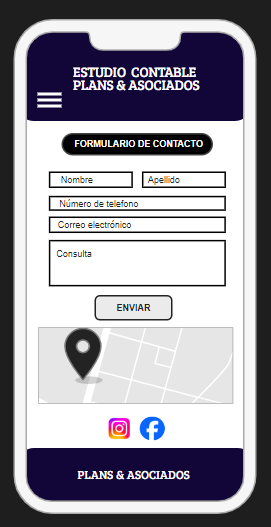 ESTUDIO CONTABLE
PLANS & ASOCIADOS
FORMULARIO DE CONTACTO
Nombre Apellido
Número de telefono
Correo electrónico
Consulta
ENVIAR
PLANS & ASOCIADOS